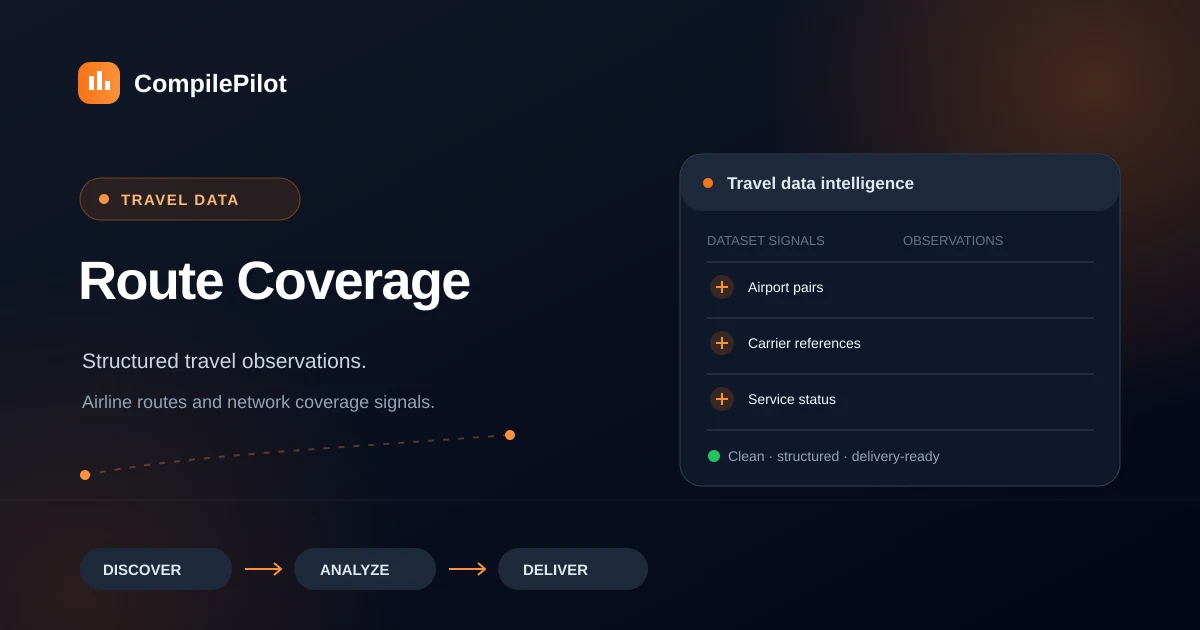 CompilePilot
TRAVEL DATA
Route Coverage
Structured travel observations.
Airline routes and network coverage signals.
Travel data intelligence
DATASET SIGNALS OBSERVATIONS
Airport pairs
Carrier references
Service status
Clean · structured · delivery-ready
DISCOVER ANALYZE DELIVER